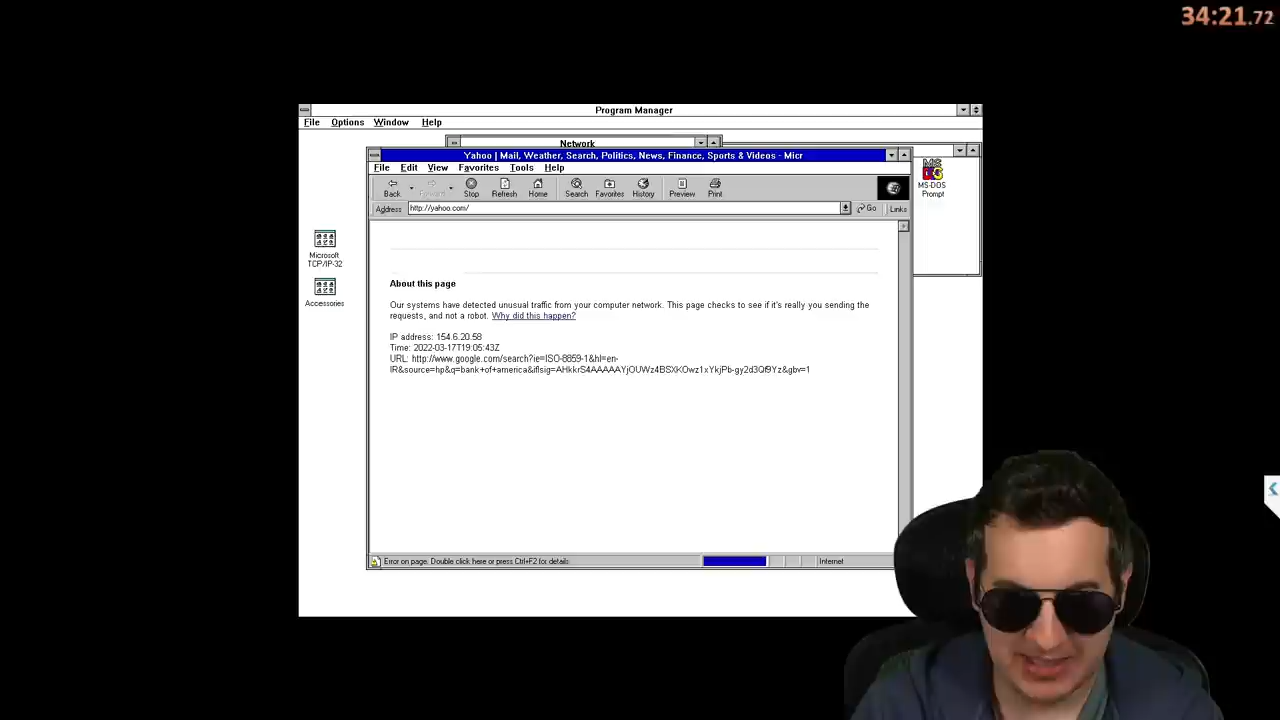 34:21.72
Program Manager
File Options Window Help
Network
Yahoo | Mail, Weather, Search, Politics, News, Finance, Sports & Videos - Micr
File Edit View Favorites Tools Help
Back Forward Stop Refresh Home Search Favorites History Preview Print
Address http://yahoo.com/ Go Links
MS-DOS
Prompt
Microsoft
TCP/IP-32
Accessories
About this page
Our systems have detected unusual traffic from your computer network. This page checks to see if it's really you sending the
requests, and not a robot. Why did this happen?
IP address: 154.6.20.58
Time: 2022-03-17T19:05:43Z
URL: http://www.google.com/search?ie=ISO-8859-1&hl=en-
IR&source=hp&q=bank+of+america&iflsig=AHkkrS4AAAAAYjOUWz4BSXKOwz1xYkjPb-gy2d3Qf9Yz&gbv=1
Error on page. Double click here or press Ctrl+F2 for details. Internet